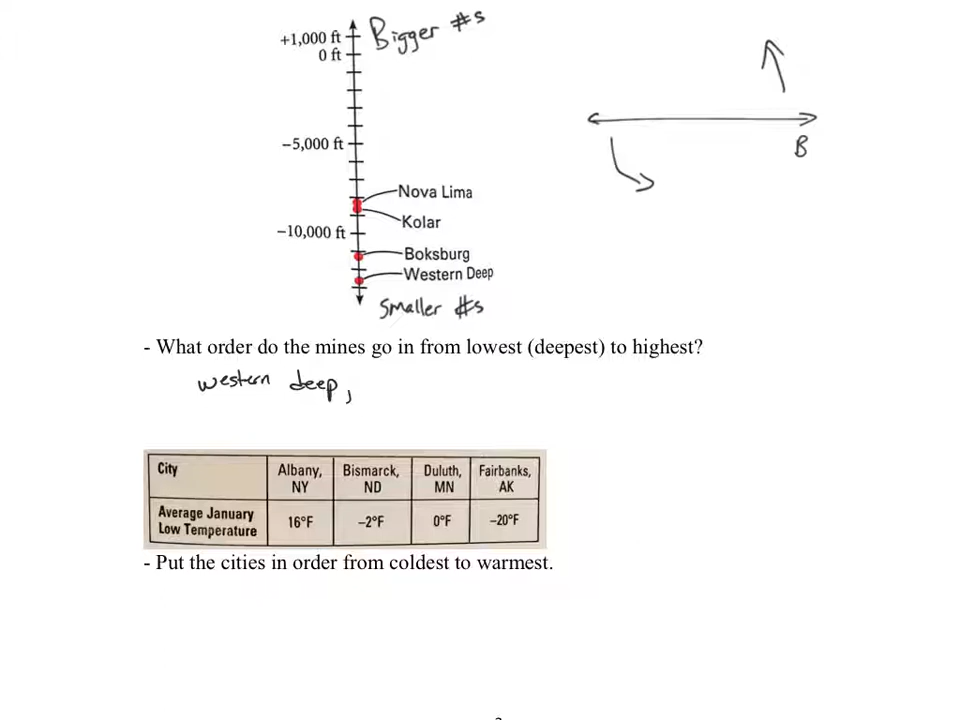 +1,000 ft Bigger #s
0 ft
-5,000 ft
B
Nova Lima
Kolar
-10,000 ft
Boksburg
Western Deep
Smaller #s
- What order do the mines go in from lowest (deepest) to highest?
western deep,
City Albany, NY Bismarck, ND Duluth, MN Fairbanks, AK
Average January Low Temperature 16°F -2°F 0°F -20°F
- Put the cities in order from coldest to warmest.